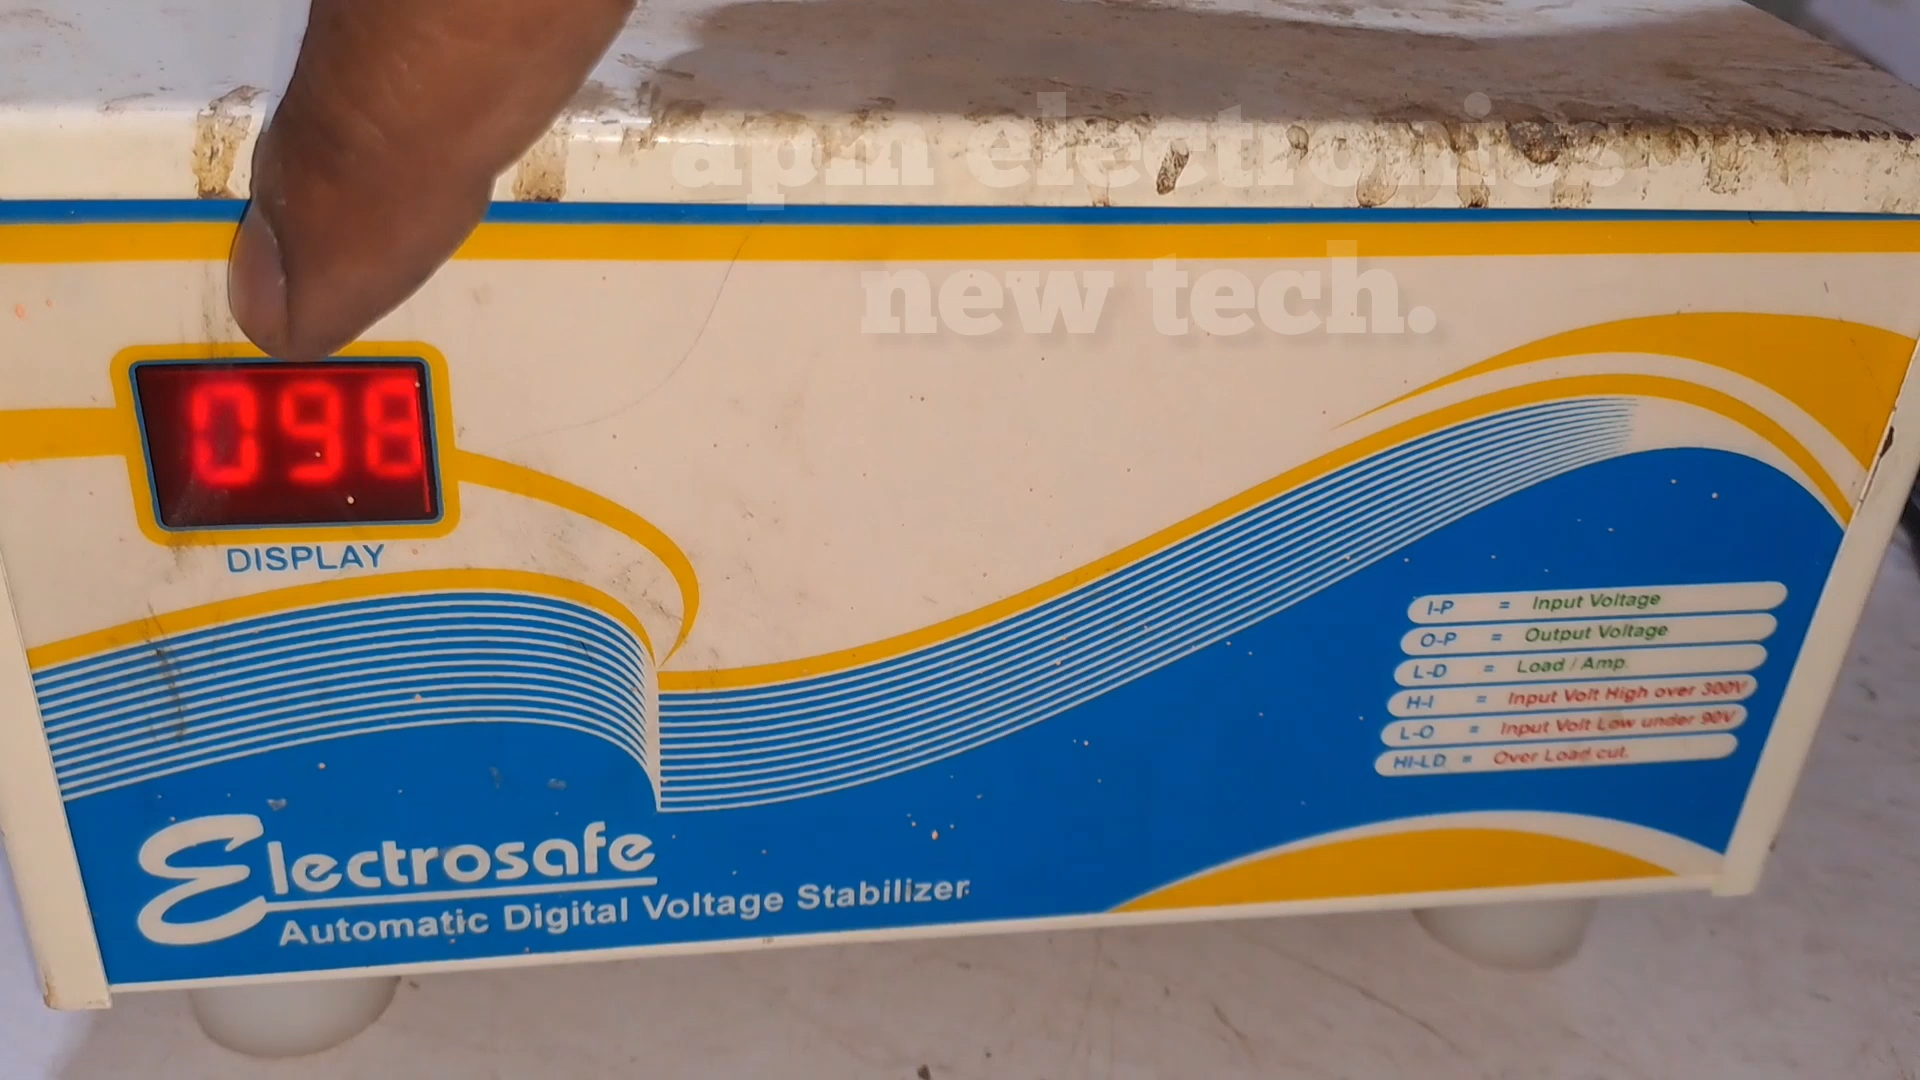 apm electronics
new tech.
098
DISPLAY
I-P = Input Voltage
O-P = Output Voltage
L-D = Load / Amp.
H-I = Input Volt High over 300V
L-O = Input Volt Low under 90V
HI-LD = Over Load cut.
Electrosafe
Automatic Digital Voltage Stabilizer